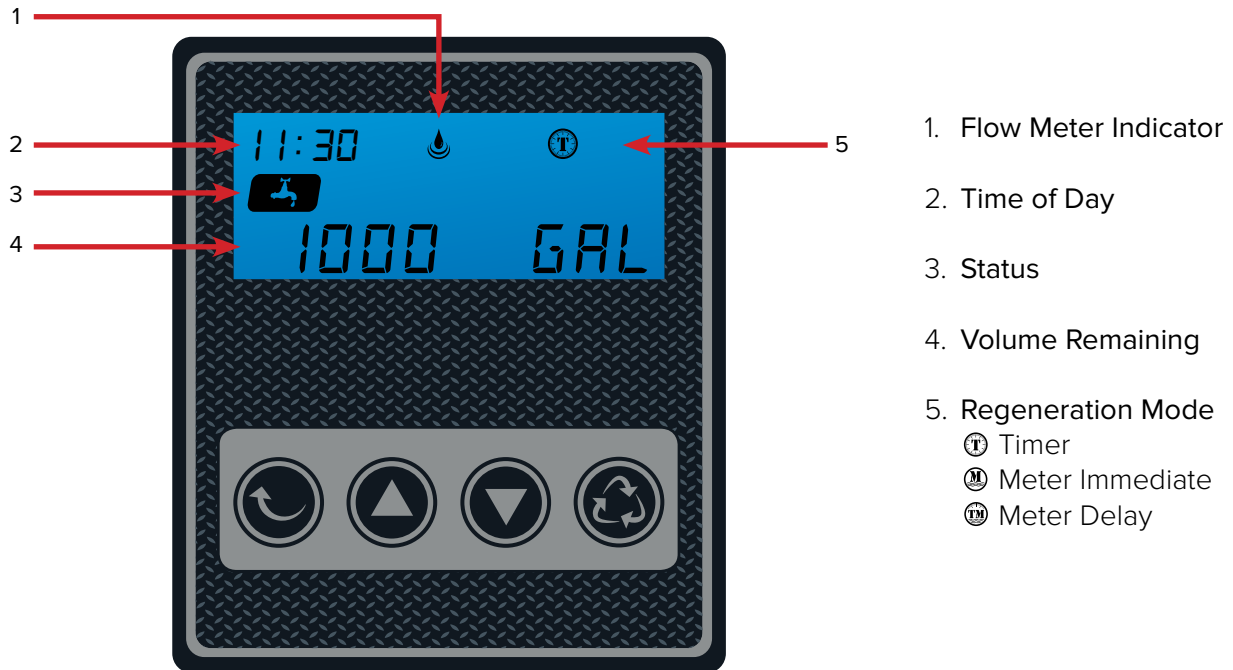 1
2
3
4
5
11:30
T
1000 GAL
1. Flow Meter Indicator
2. Time of Day
3. Status
4. Volume Remaining
5. Regeneration Mode
T Timer
M Meter Immediate
TM Meter Delay